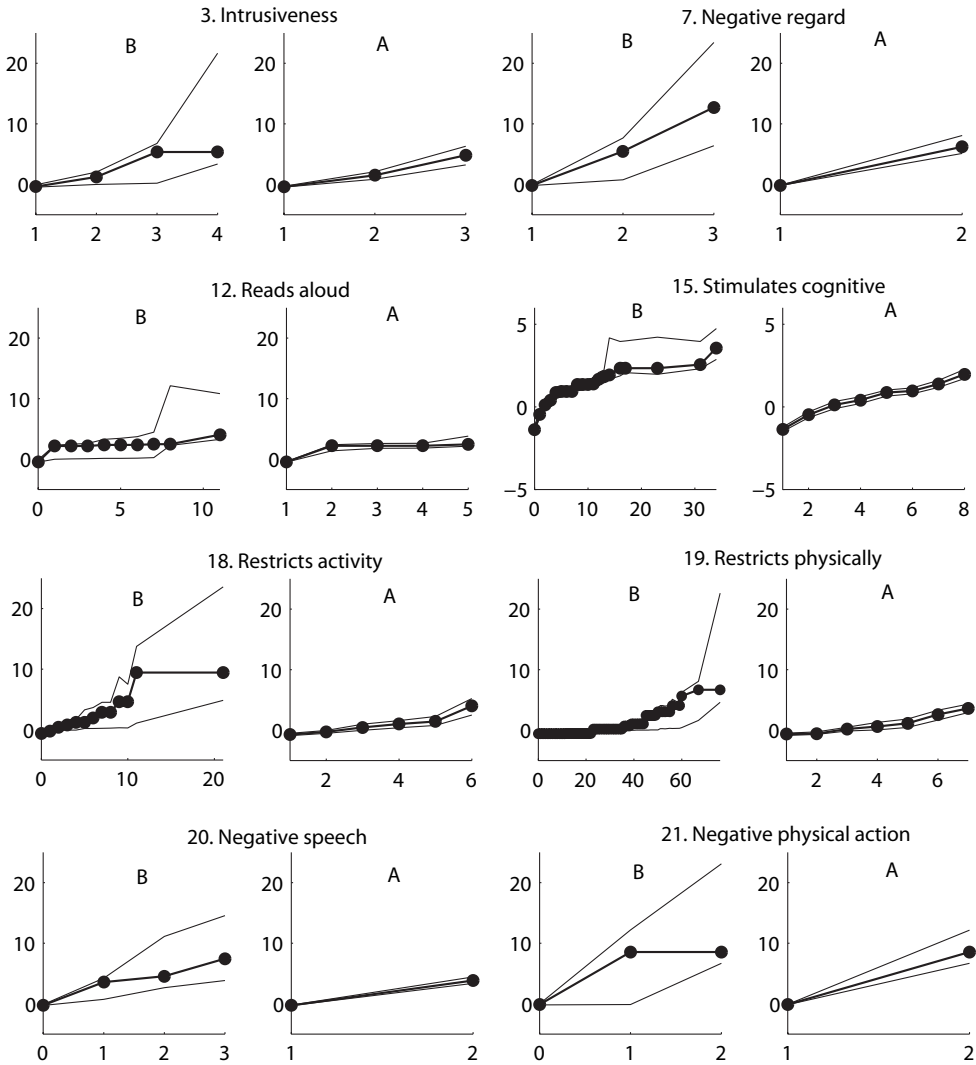 3. Intrusiveness
7. Negative regard
B
A
B
A
20
20
20
20
10
10
10
10
0
0
0
0
1 2 3 4
1 2 3
1 2 3
1 2
12. Reads aloud
15. Stimulates cognitive
B
A
B
A
20
20
5
5
10
10
0
0
0
0
−5
−5
0 5 10
1 2 3 4 5
0 10 20 30
2 4 6 8
18. Restricts activity
19. Restricts physically
B
A
B
A
20
20
20
20
10
10
10
10
0
0
0
0
0 10 20
2 4 6
0 20 40 60
2 4 6
20. Negative speech
21. Negative physical action
B
A
B
A
20
20
20
20
10
10
10
10
0
0
0
0
0 1 2 3
1 2
0 1 2
1 2